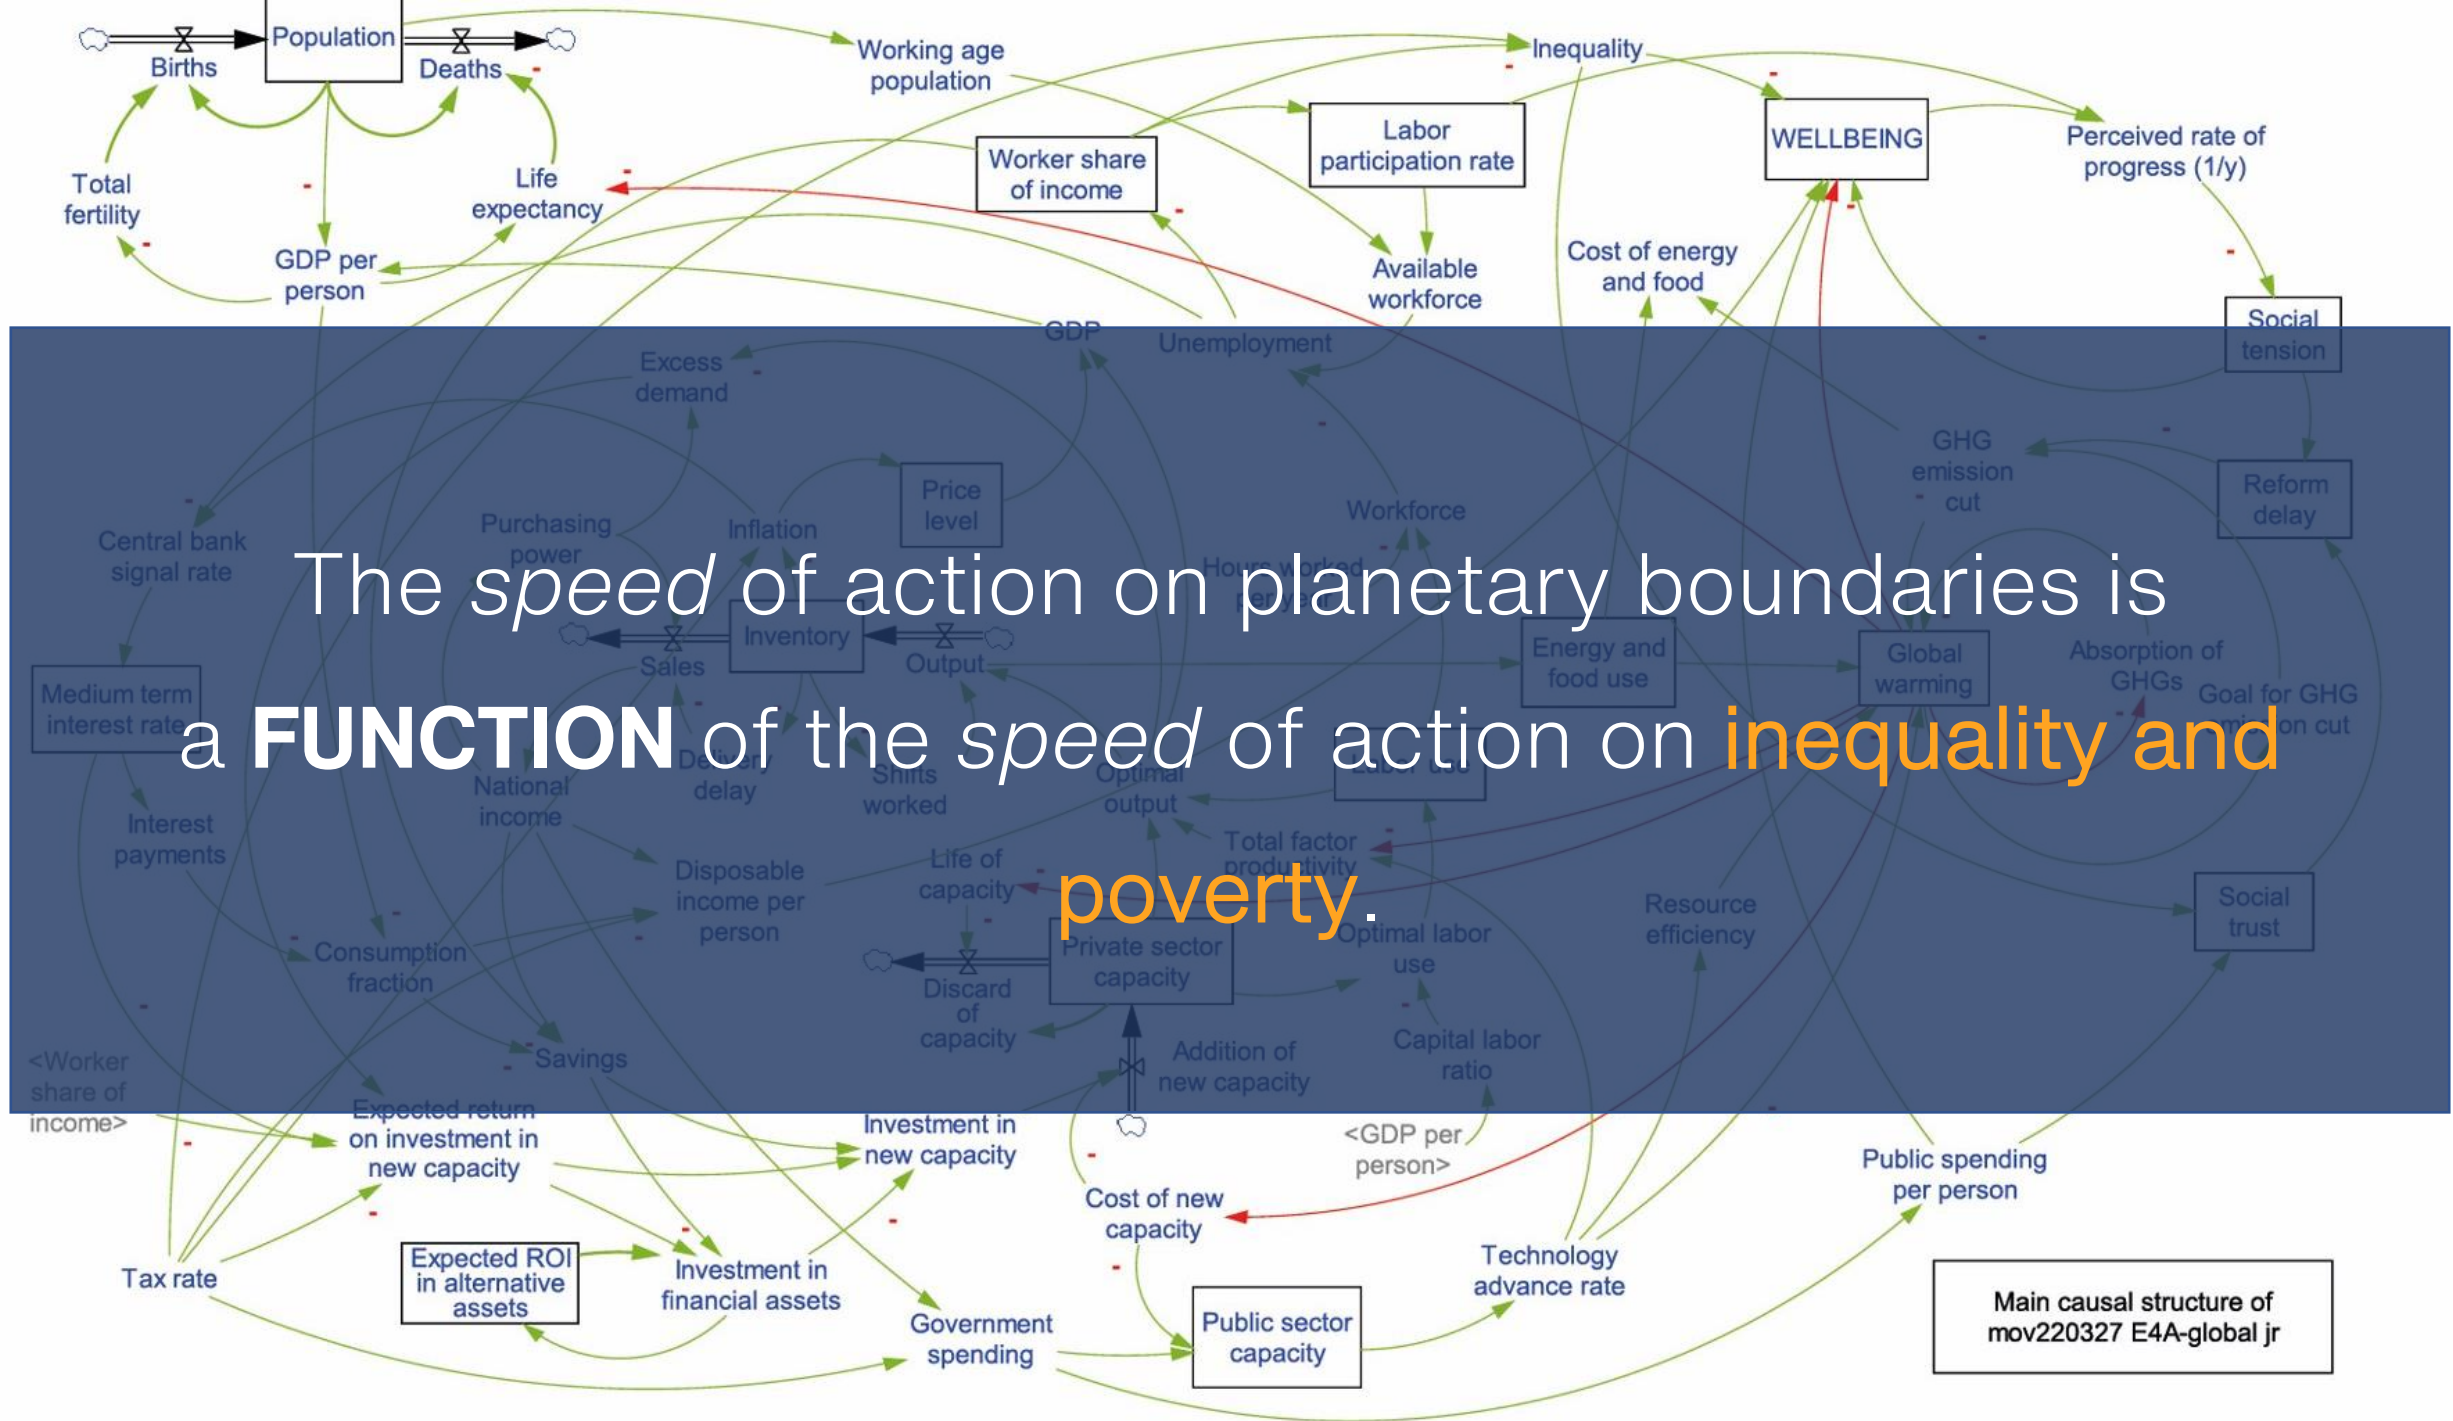 Population
Births
Deaths
-
Working age
population
Inequality
-
-
Labor
participation rate
WELLBEING
Perceived rate of
progress (1/y)
Worker share
of income
Total
fertility
-
Life
expectancy
-
-
-
-
GDP per
person
Cost of energy
and food
-
Available
workforce
Social
tension
GDP
Unemployment
-
Excess
demand
-
-
GHG
emission
cut
-
-
Price
level
Reform
delay
Central bank
signal rate
-
Purchasing
power
Inflation
Workforce
-
Hours worked
per year
The speed of action on planetary boundaries is
a FUNCTION of the speed of action on inequality and
poverty.
Inventory
Sales
Output
Energy and
food use
Global
warming
Absorption of
GHGs
Goal for GHG
emission cut
Medium term
interest rate
Delivery
delay
Shifts
worked
National
income
Optimal
output
Labor use
Interest
payments
Total factor
productivity
Life of
capacity
Disposable
income per
person
Resource
efficiency
Social
trust
Consumption
fraction
Private sector
capacity
Optimal labor
use
Discard
of
capacity
Savings
Addition of
new capacity
Capital labor
ratio
<Worker
share of
income>
Expected return
on investment in
new capacity
Investment in
new capacity
<GDP per
person>
Public spending
per person
Cost of new
capacity
Tax rate
Expected ROI
in alternative
assets
Investment in
financial assets
Technology
advance rate
Government
spending
Public sector
capacity
Main causal structure of
mov220327 E4A-global jr